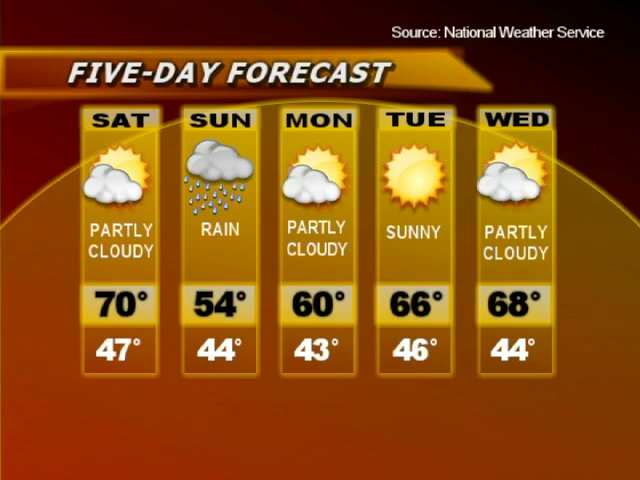 Source: National Weather Service
FIVE-DAY FORECAST
SAT SUN MON TUE WED
PARTLY CLOUDY RAIN PARTLY CLOUDY SUNNY PARTLY CLOUDY
70° 54° 60° 66° 68°
47° 44° 43° 46° 44°